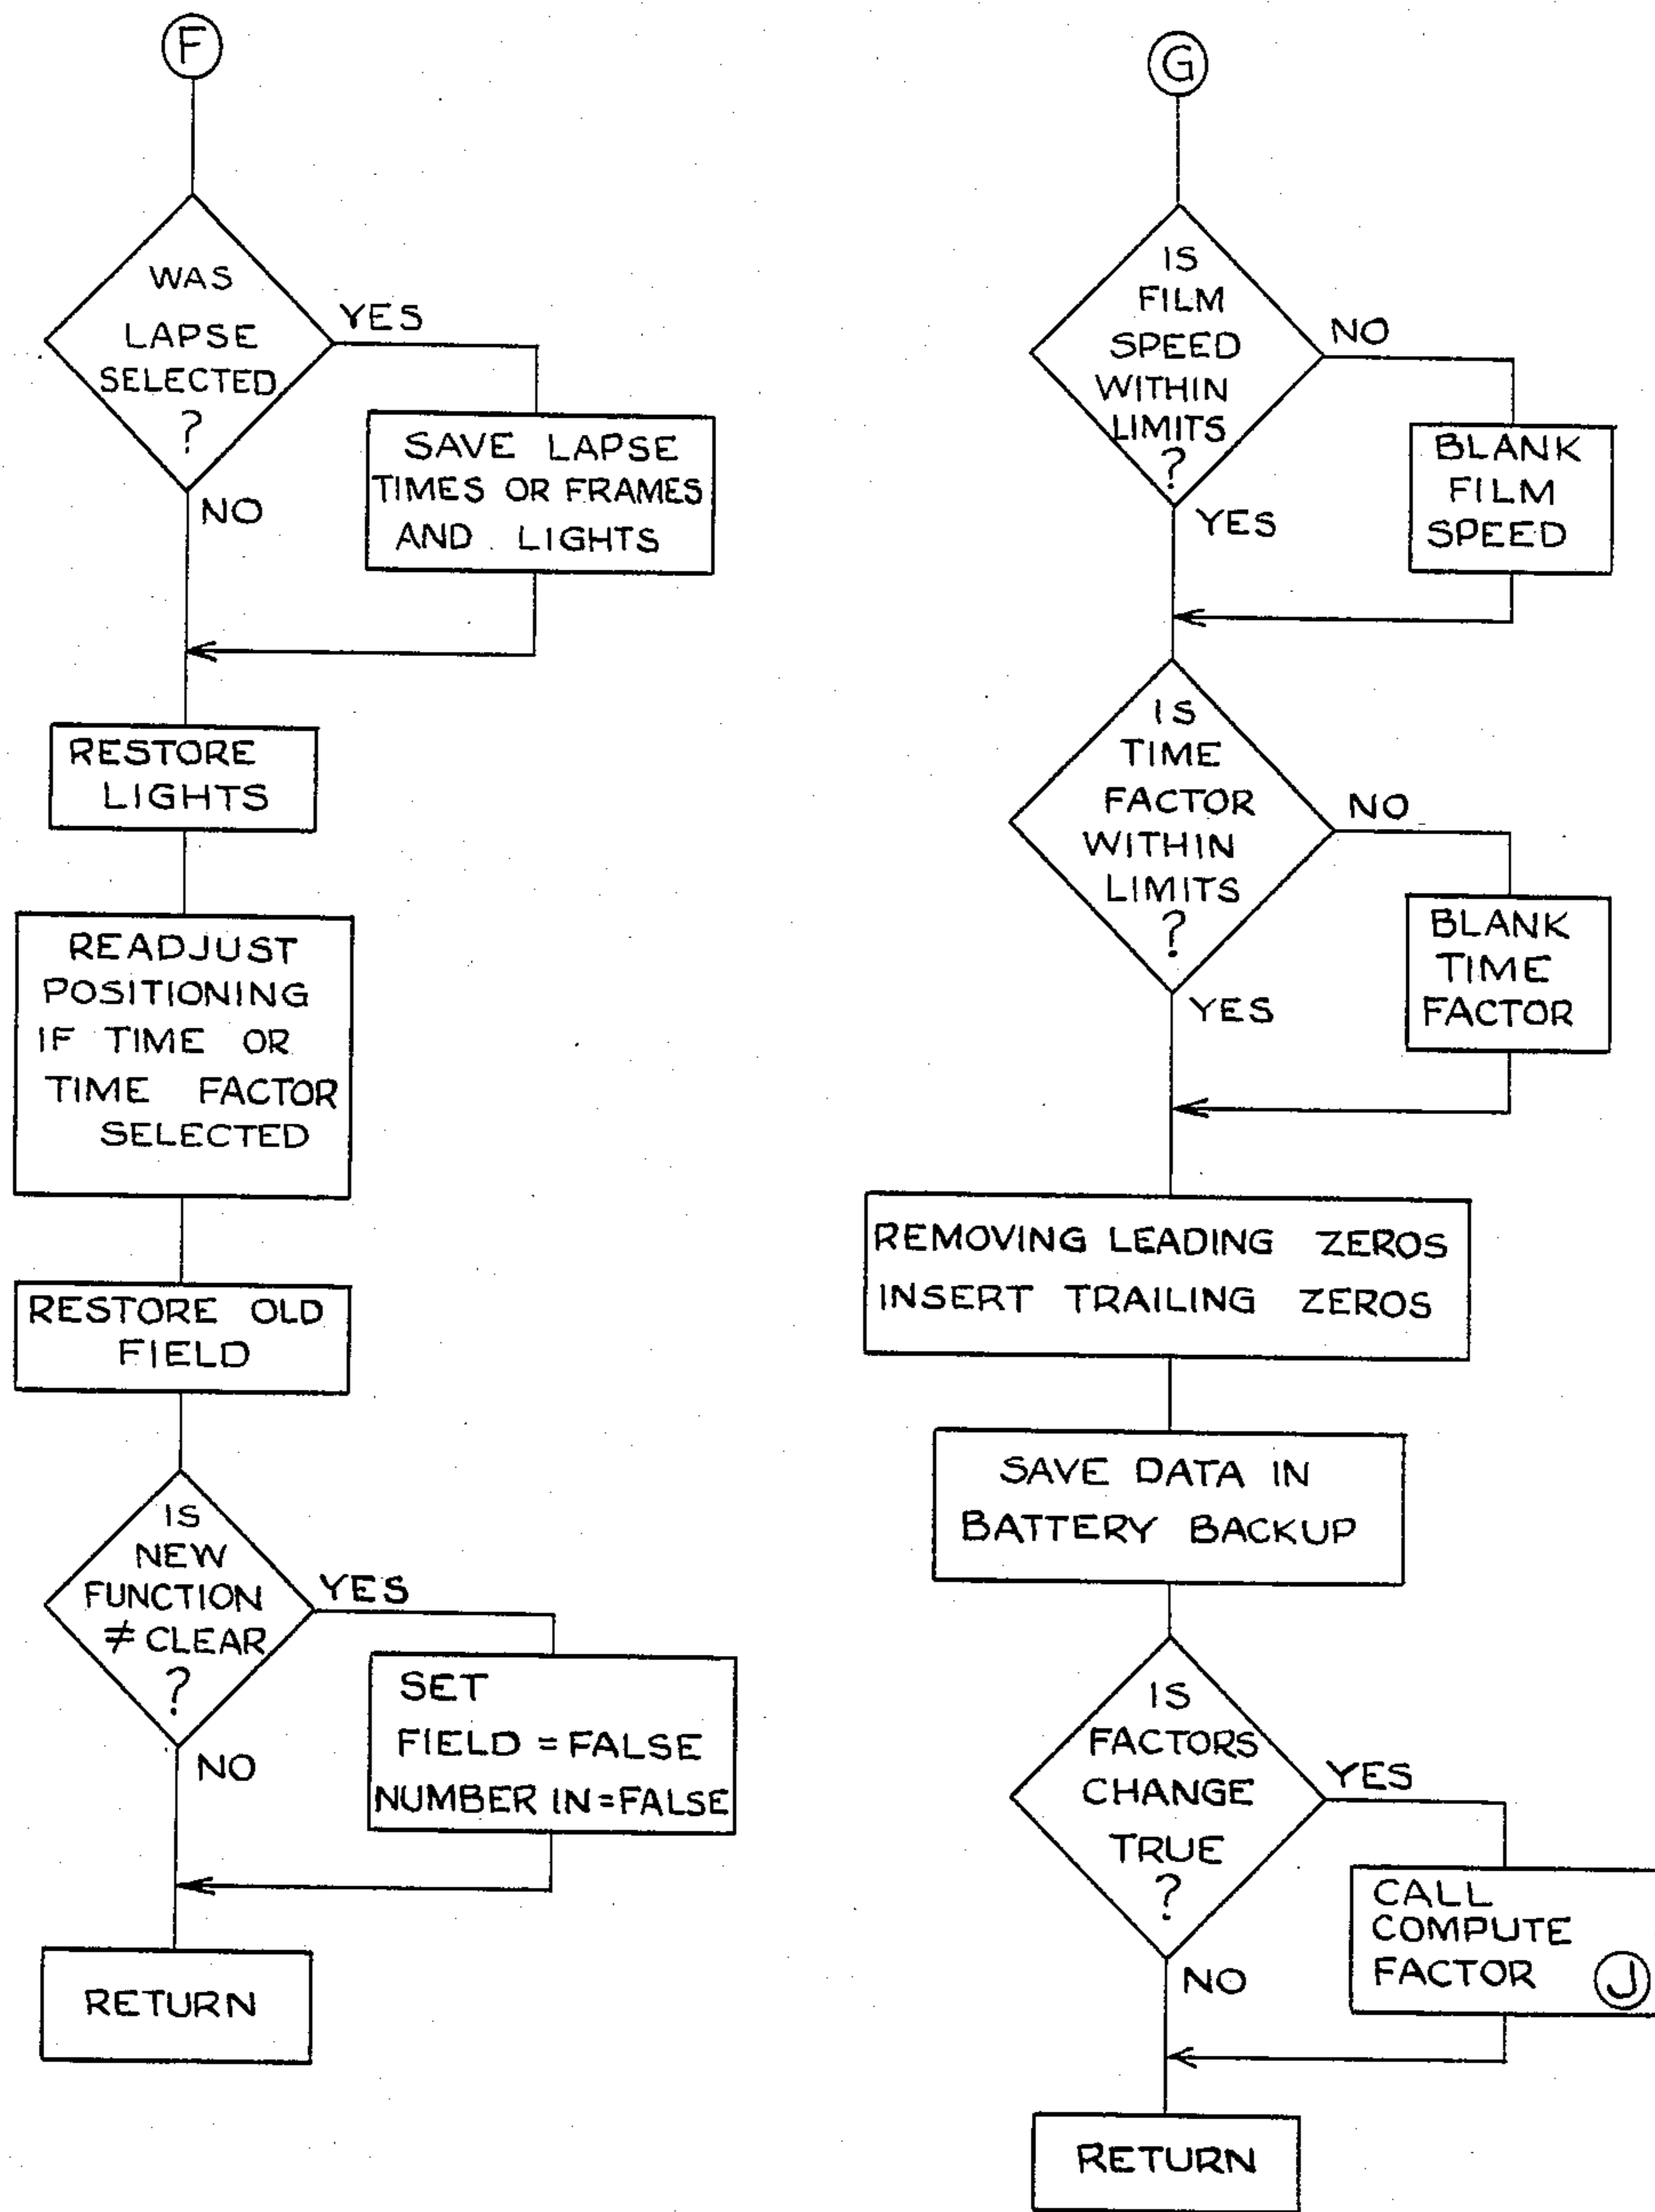 F
WAS
LAPSE
SELECTED
?
YES
NO
SAVE LAPSE
TIMES OR FRAMES
AND LIGHTS
RESTORE
LIGHTS
READJUST
POSITIONING
IF TIME OR
TIME FACTOR
SELECTED
RESTORE OLD
FIELD
IS
NEW
FUNCTION
≠ CLEAR
?
YES
NO
SET
FIELD = FALSE
NUMBER IN = FALSE
RETURN
G
IS
FILM
SPEED
WITHIN
LIMITS
?
NO
YES
BLANK
FILM
SPEED
IS
TIME
FACTOR
WITHIN
LIMITS
?
NO
YES
BLANK
TIME
FACTOR
REMOVING LEADING ZEROS
INSERT TRAILING ZEROS
SAVE DATA IN
BATTERY BACKUP
IS
FACTORS
CHANGE
TRUE
?
YES
NO
CALL
COMPUTE
FACTOR J
RETURN